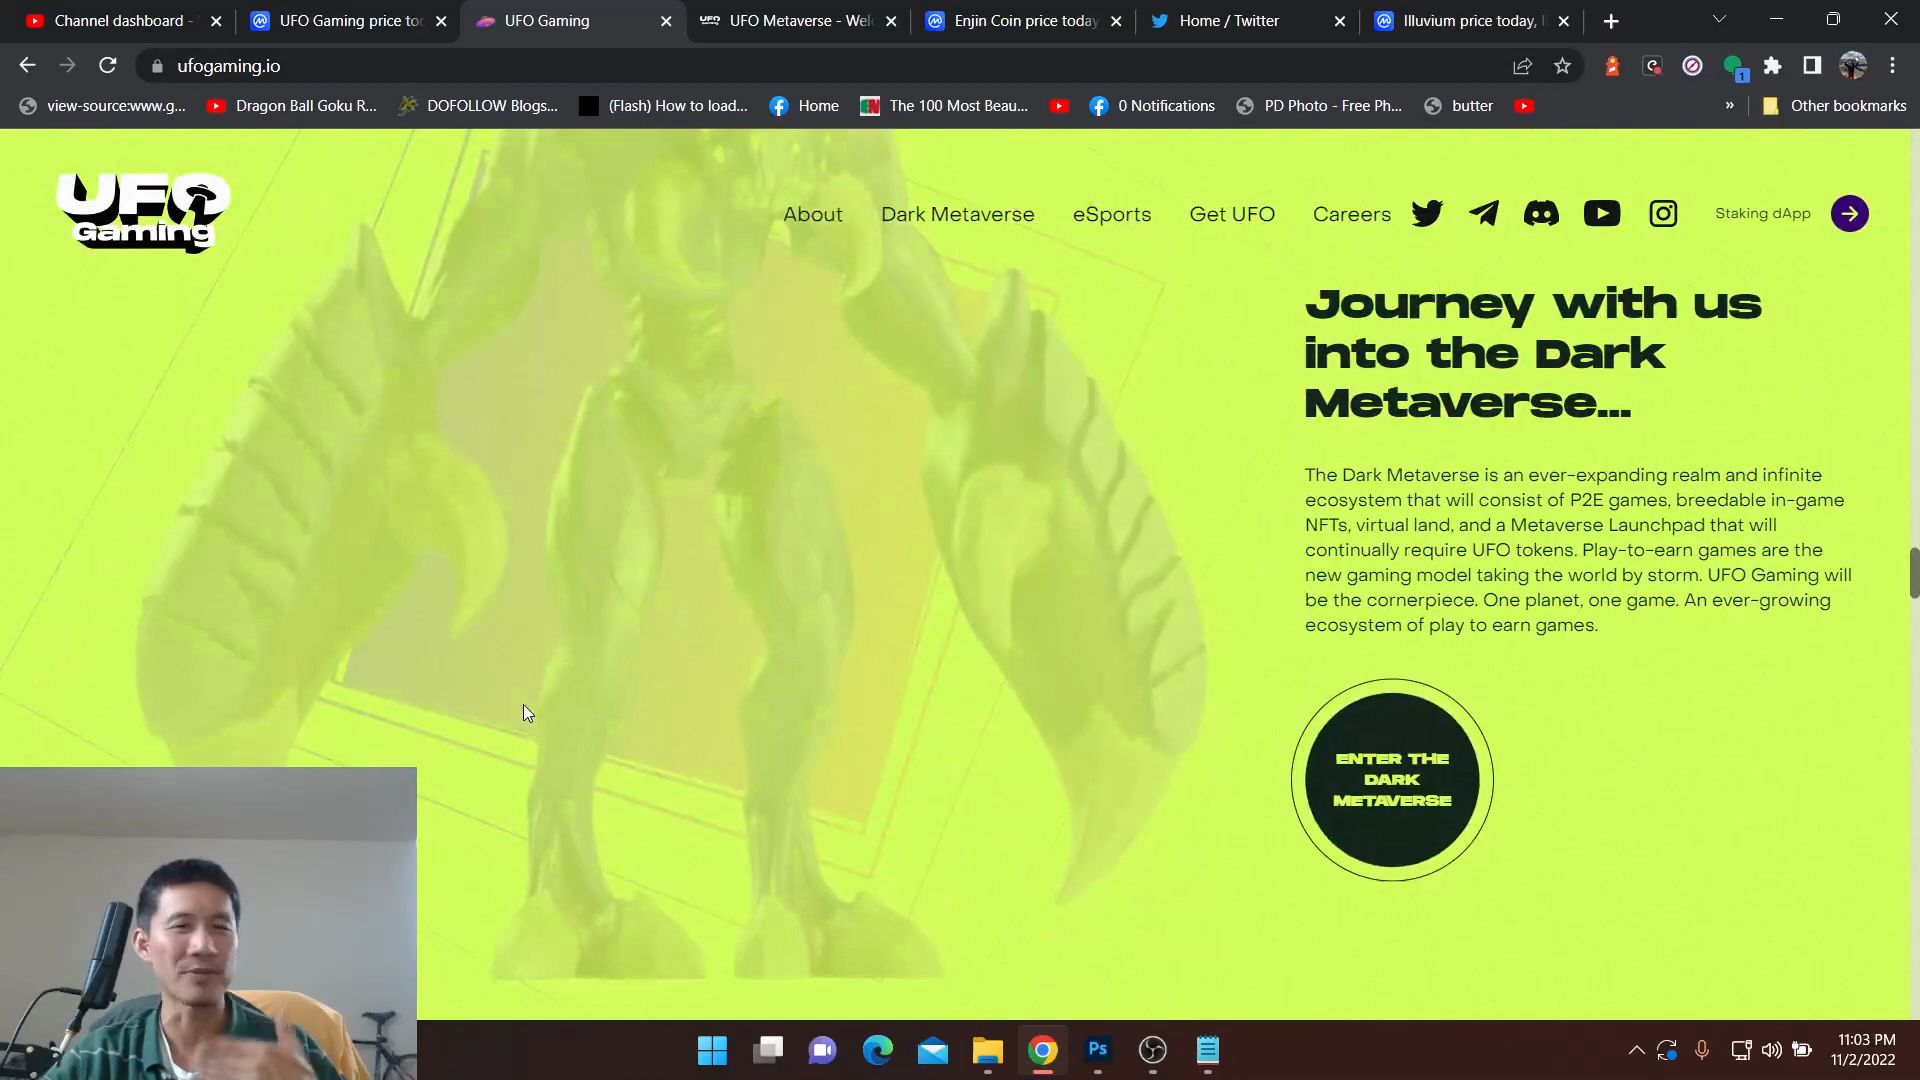 Channel dashboard -
UFO Gaming price to
UFO Gaming
UFO Metaverse - Wel
Enjin Coin price today
Home / Twitter
Illuvium price today, I
ufogaming.io
1
view-source:www.g...
Dragon Ball Goku R...
DOFOLLOW Blogs...
(Flash) How to load...
Home
The 100 Most Beau...
0 Notifications
PD Photo - Free Ph...
butter
»
Other bookmarks
UFO
Gaming
About
Dark Metaverse
eSports
Get UFO
Careers
Staking dApp
Journey with us
into the Dark
Metaverse...
The Dark Metaverse is an ever-expanding realm and infinite
ecosystem that will consist of P2E games, breedable in-game
NFTs, virtual land, and a Metaverse Launchpad that will
continually require UFO tokens. Play-to-earn games are the
new gaming model taking the world by storm. UFO Gaming will
be the cornerpiece. One planet, one game. An ever-growing
ecosystem of play to earn games.
ENTER THE
DARK
METAVERSE
Ps
11:03 PM
11/2/2022